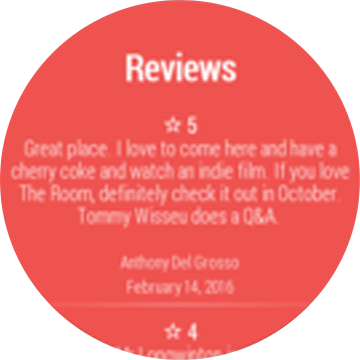 Reviews
☆ 5
Great place. I love to come here and have a
cherry coke and watch an indie film. If you love
The Room, definitely check it out in October.
Tommy Wisseu does a Q&A.
Anthony Del Grosso
February 14, 2016
☆ 4